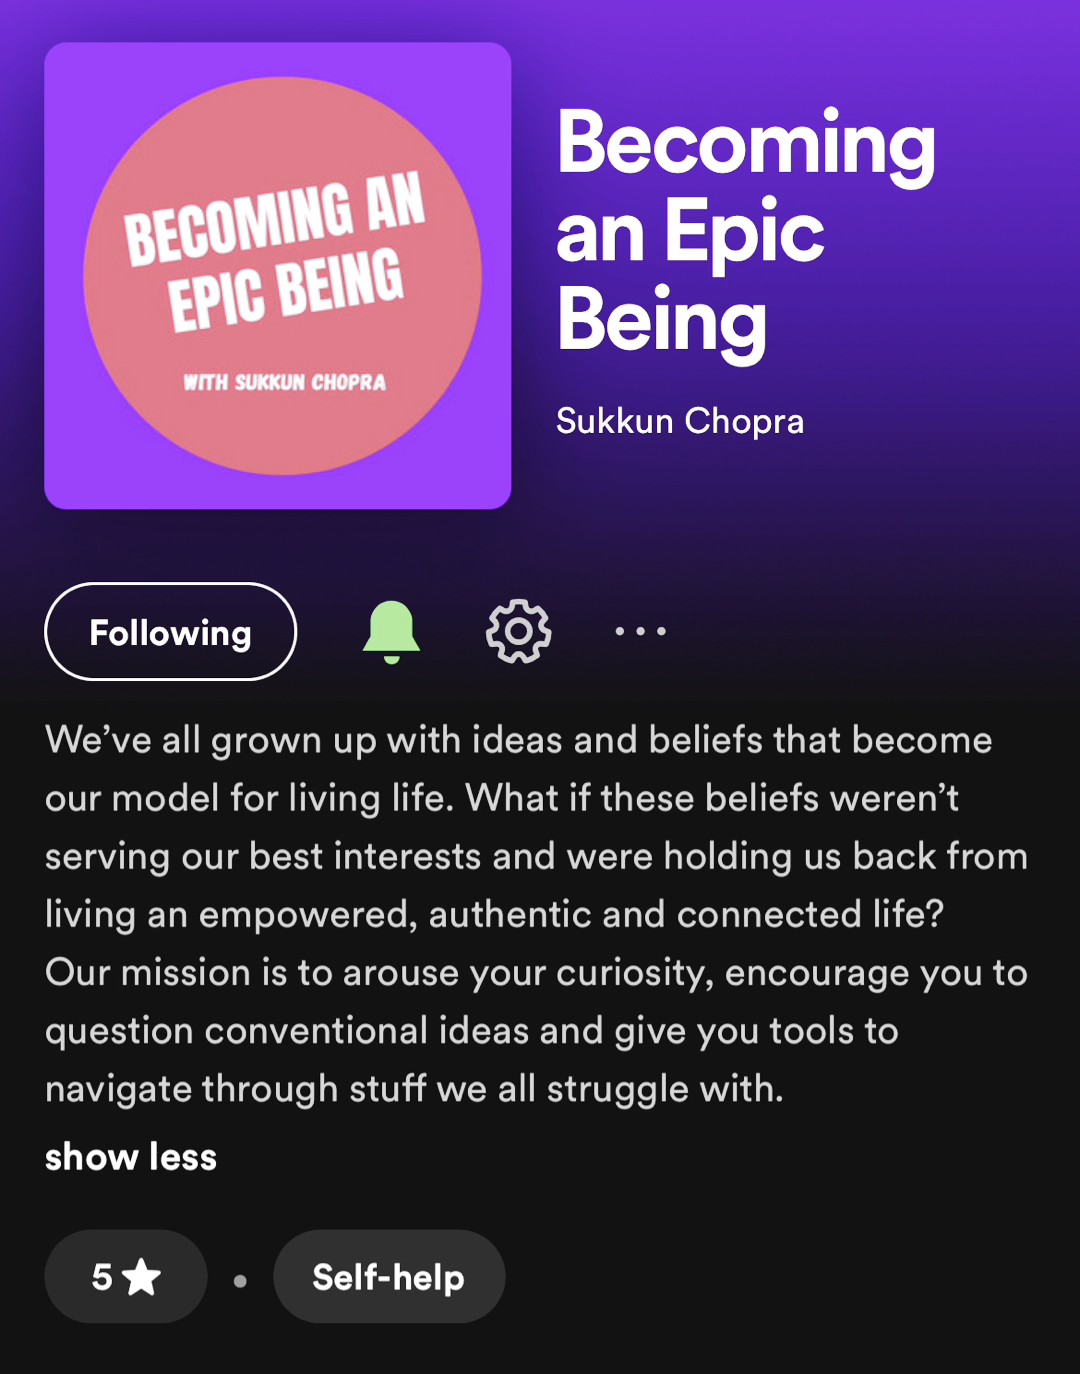 BECOMING AN
EPIC BEING
WITH SUKKUN CHOPRA
Becoming
an Epic
Being
Sukkun Chopra
Following
We’ve all grown up with ideas and beliefs that become
our model for living life. What if these beliefs weren’t
serving our best interests and were holding us back from
living an empowered, authentic and connected life?
Our mission is to arouse your curiosity, encourage you to
question conventional ideas and give you tools to
navigate through stuff we all struggle with.
show less
5
Self-help